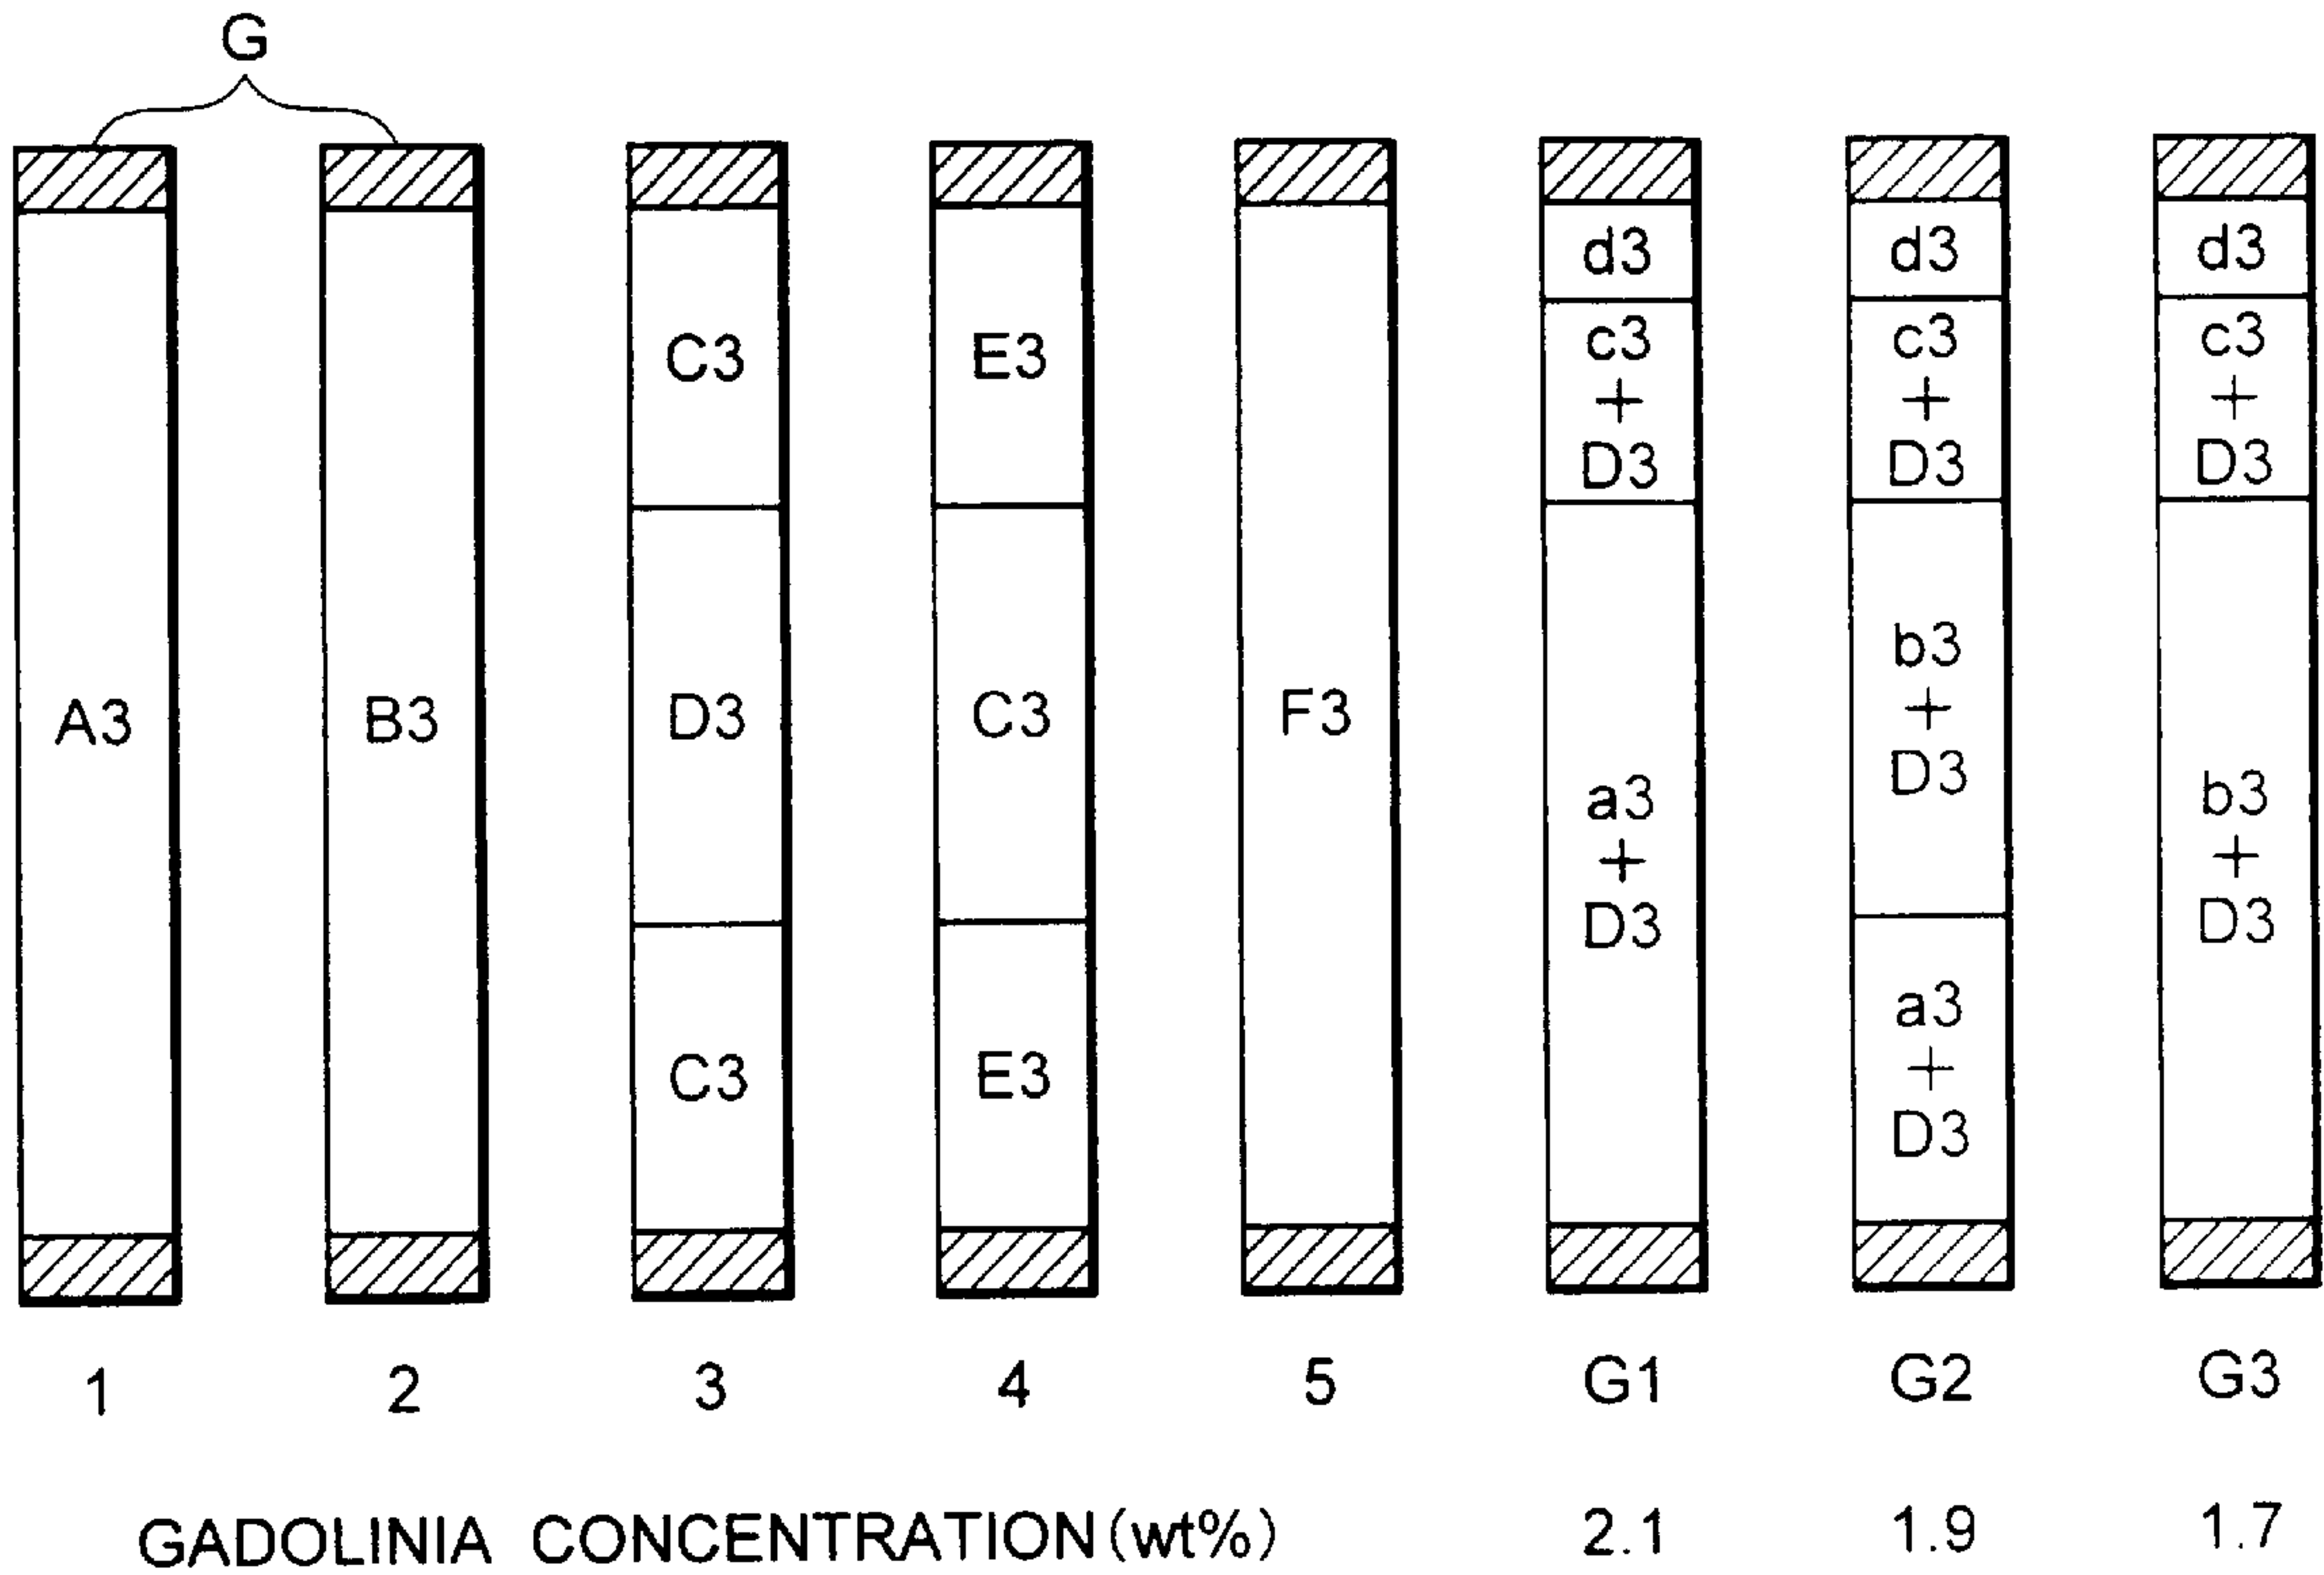 G
A3
B3
C3
D3
C3
E3
C3
E3
F3
d3
c3
+
D3
a3
+
D3
d3
c3
+
D3
b3
+
D3
a3
+
D3
d3
c3
+
D3
b3
+
D3
1 2 3 4 5 G1 G2 G3
GADOLINIA CONCENTRATION (wt%) 2.1 1.9 1.7